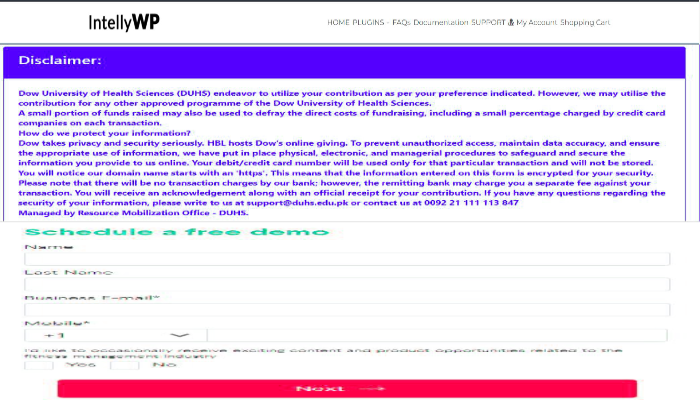 IntellyWP
HOME PLUGINS - FAQs Documentation SUPPORT My Account Shopping Cart
Disclaimer:
Dow University of Health Sciences (DUHS) endeavor to utilize your contribution as per your preference indicated. However, we may utilise the
contribution for any other approved programme of the Dow University of Health Sciences.
A small portion of funds raised may also be used to defray the direct costs of fundraising, including a small percentage charged by credit card
companies on each transaction.
How do we protect your information?
Dow takes privacy and security seriously. HBL hosts Dow's online giving. To prevent unauthorized access, maintain data accuracy, and ensure
the appropriate use of information, we have put in place physical, electronic, and managerial procedures to safeguard and secure the
information you provide to us online. Your debit/credit card number will be used only for that particular transaction and will not be stored.
You will notice our domain name starts with an 'https'. This means that the information entered on this form is encrypted for your security.
Please note that there will be no transaction charges by our bank; however, the remitting bank may charge you a separate fee against your
transaction. You will receive an acknowledgement along with an official receipt for your contribution. If you have any questions regarding the
security of your information, please write to us at support@duhs.edu.pk or contact us at 0092 21 111 113 847
Managed by Resource Mobilization Office - DUHS.
Schedule a free demo
Name
Last Name
Business E-mail*
Mobile*
+1
I'd like to occasionally receive exciting content and product opportunities related to the
fitness management industry
Yes No
Next →